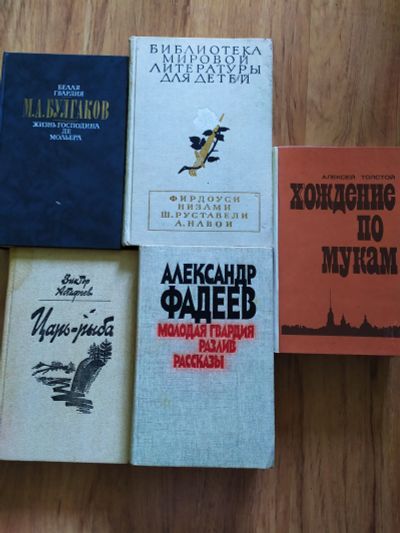 БЕЛАЯ
ГВАРДИЯ
М.А.БУЛГАКОВ
ЖИЗНЬ ГОСПОДИНА
ДЕ
МОЛЬЕРА
БИБЛИОТЕКА
МИРОВОЙ
ЛИТЕРАТУРЫ
ДЛЯ ДЕТЕЙ
ФИРДОУСИ
НИЗАМИ
Ш. РУСТАВЕЛИ
А. НАВОИ
АЛЕКСЕЙ ТОЛСТОЙ
ХОЖДЕНИЕ
ПО
МУКАМ
Виктор
Астафьев
Царь-рыба
АЛЕКСАНДР
ФАДЕЕВ
МОЛОДАЯ ГВАРДИЯ
РАЗЛИВ
РАССКАЗЫ